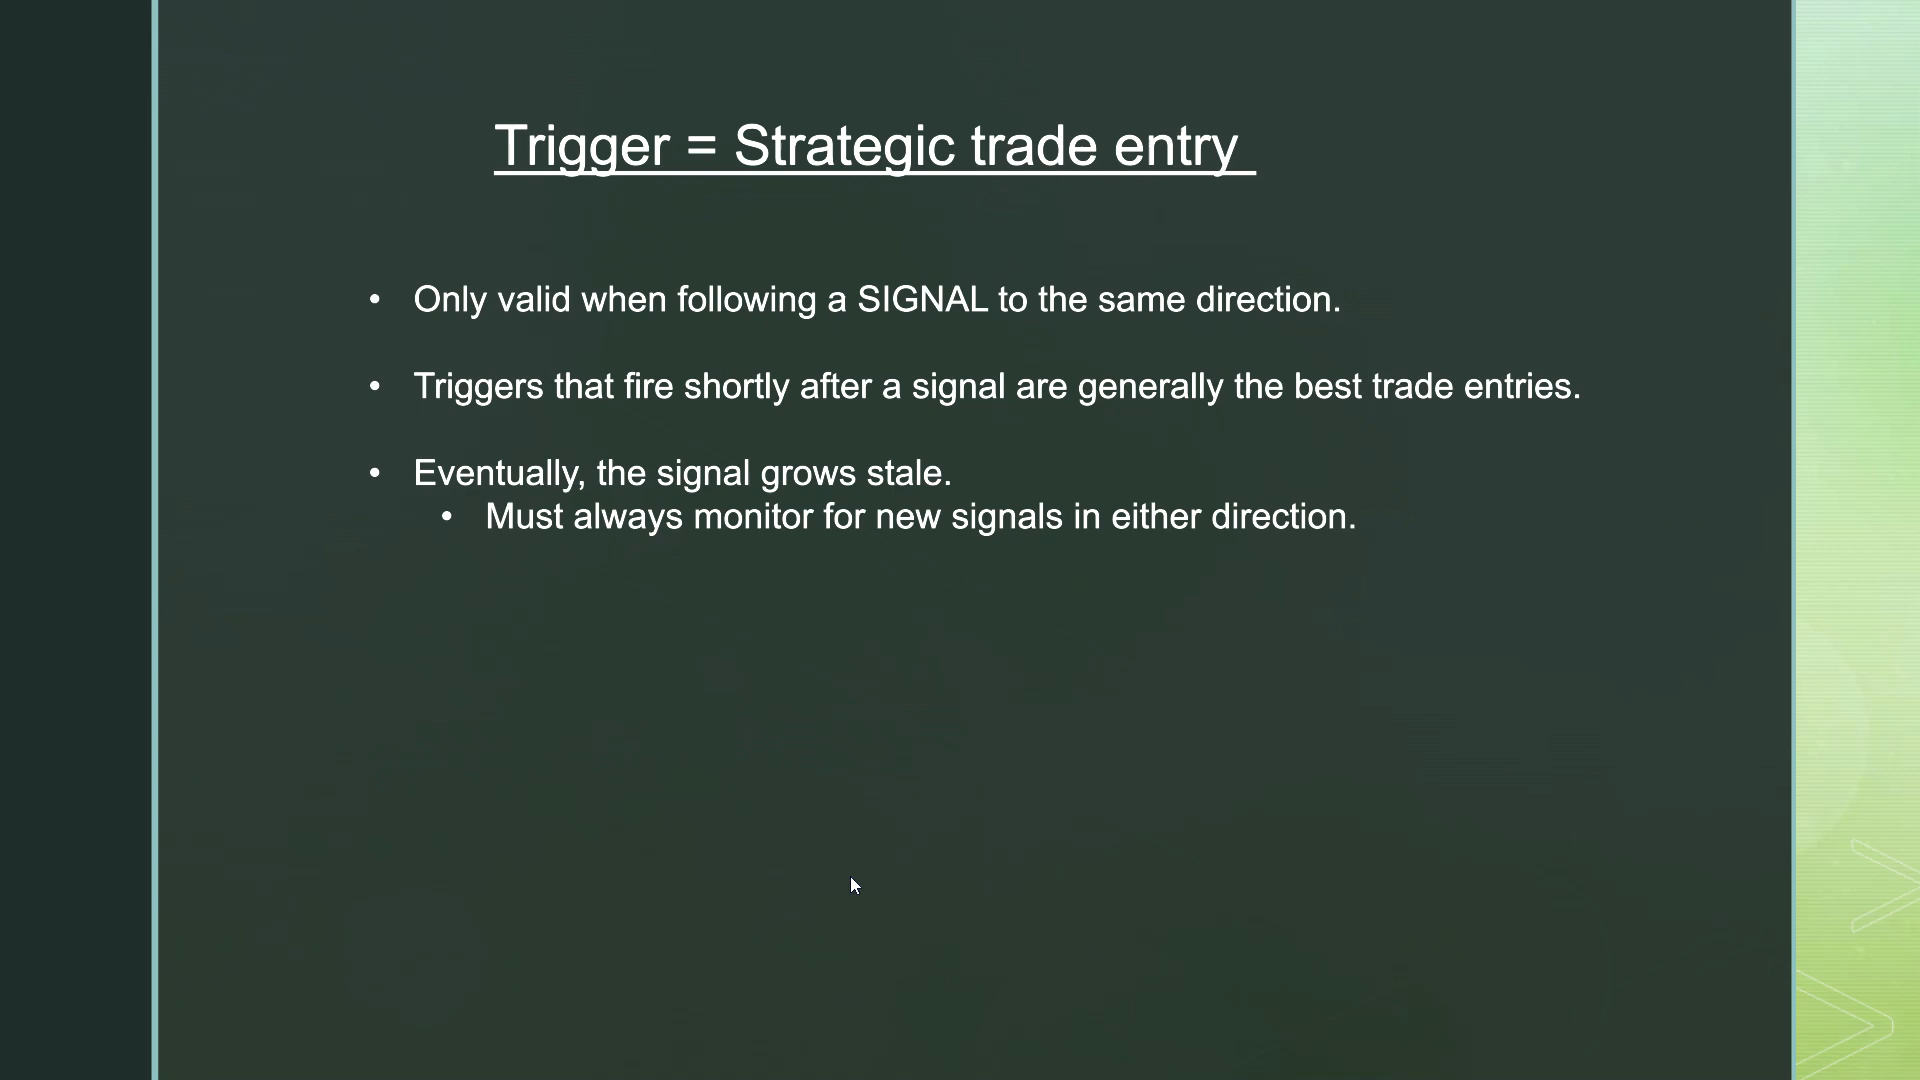 Trigger = Strategic trade entry
• Only valid when following a SIGNAL to the same direction.
• Triggers that fire shortly after a signal are generally the best trade entries.
• Eventually, the signal grows stale.
• Must always monitor for new signals in either direction.